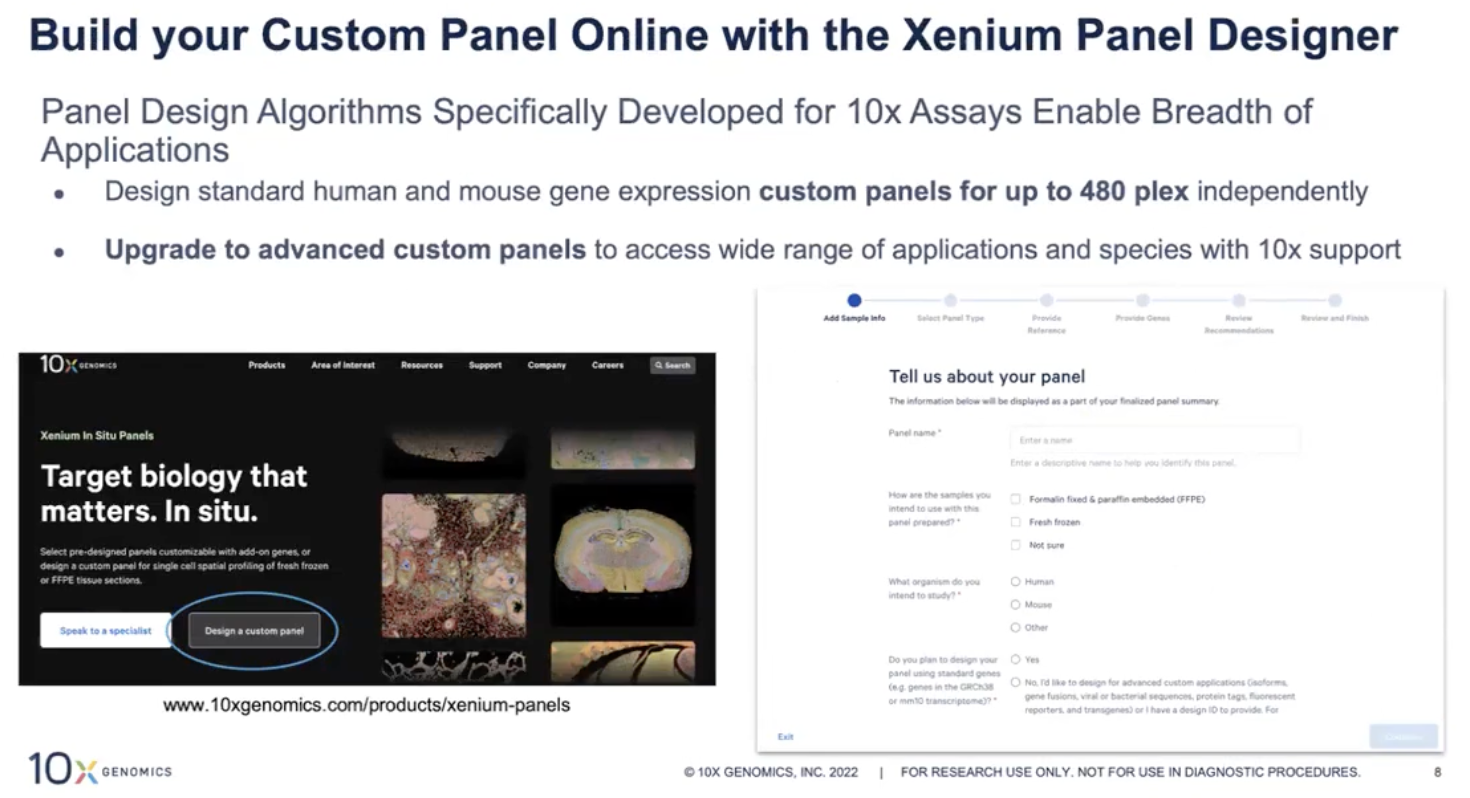 Build your Custom Panel Online with the Xenium Panel Designer
Panel Design Algorithms Specifically Developed for 10x Assays Enable Breadth of
Applications
• Design standard human and mouse gene expression custom panels for up to 480 plex independently
• Upgrade to advanced custom panels to access wide range of applications and species with 10x support
10X GENOMICS
Products Area of Interest Resources Support Company Careers Search
Xenium In Situ Panels
Target biology that
matters. In situ.
Select pre-designed panels customizable with add-on genes, or
design a custom panel for single cell spatial profiling of fresh frozen
or FFPE tissue sections.
Speak to a specialist Design a custom panel
www.10xgenomics.com/products/xenium-panels
Add Sample Info Select Panel Type Provide Provide Genes Review Review and Finish
Reference Recommendations
Tell us about your panel
The information below will be displayed as a part of your finalized panel summary.
Panel name *
Enter a name
Enter a descriptive name to help you identify this panel.
How are the samples you
intend to use with this
panel prepared? *
Formalin fixed & paraffin embedded (FFPE)
Fresh frozen
Not sure
What organism do you
intend to study? *
Human
Mouse
Other
Do you plan to design your
panel using standard genes
(e.g. genes in the GRCh38
or mm10 transcriptome)? *
Yes
No, I'd like to design for advanced custom applications (isoforms,
gene fusions, viral or bacterial sequences, protein tags, fluorescent
reporters, and transgenes) or I have a design ID to provide. For
Exit
10X GENOMICS
© 10X GENOMICS, INC. 2022 | FOR RESEARCH USE ONLY. NOT FOR USE IN DIAGNOSTIC PROCEDURES. 8